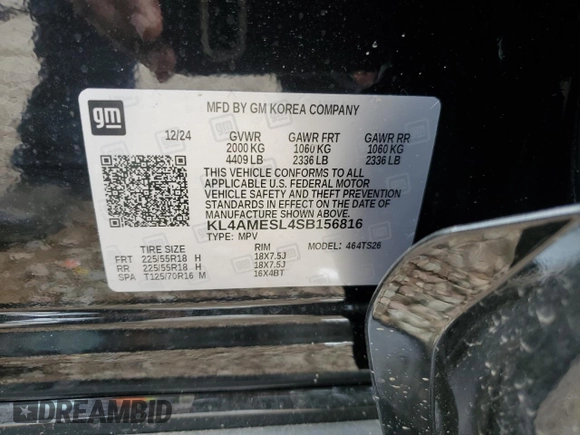 gm
MFD BY GM KOREA COMPANY
12/24 GVWR GAWR FRT GAWR RR
2000 KG 1060 KG 1060 KG
4409 LB 2336 LB 2336 LB
THIS VEHICLE CONFORMS TO ALL
APPLICABLE U.S. FEDERAL MOTOR
VEHICLE SAFETY AND THEFT PREVENTION
STANDARDS IN EFFECT ON THE DATE OF
MANUFACTURE SHOWN ABOVE.
KL4AMESL4SB156816
TYPE: MPV MODEL: 464TS26
TIRE SIZE RIM
FRT 225/55R18 H 18X7.5J
RR 225/55R18 H 18X7.5J
SPA T125/70R16 M 16X4BT
DREAMBID